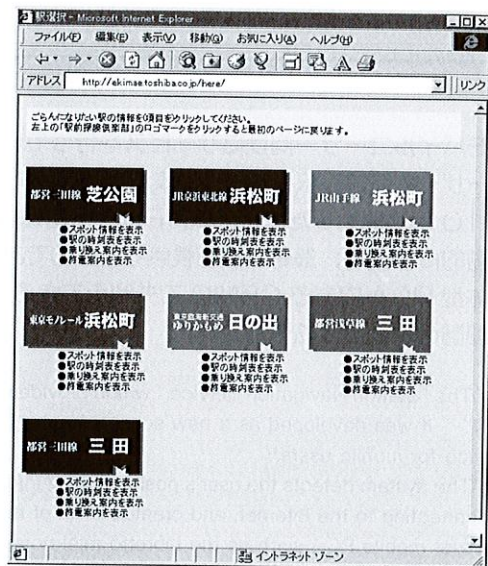 駅選択 - Microsoft Internet Explorer
ファイル(F) 編集(E) 表示(V) 移動(G) お気に入り(A) ヘルプ(H)
アドレス http://ekimae.toshiba.co.jp/here/ リンク
ごらんになりたい駅の情報を項目をクリックしてください。
左上の「駅前探険倶楽部」のロゴマークをクリックすると最初のページに戻ります。
都営三田線 芝公園
●スポット情報を表示
●駅の時刻表を表示
●乗り換え案内を表示
●終電案内を表示
JR京浜東北線 浜松町
●スポット情報を表示
●駅の時刻表を表示
●乗り換え案内を表示
●終電案内を表示
JR山手線 浜松町
●スポット情報を表示
●駅の時刻表を表示
●乗り換え案内を表示
●終電案内を表示
東京モノレール 浜松町
●スポット情報を表示
●駅の時刻表を表示
●乗り換え案内を表示
●終電案内を表示
東京臨海新交通
ゆりかもめ 日の出
●スポット情報を表示
●駅の時刻表を表示
●乗り換え案内を表示
●終電案内を表示
都営浅草線 三田
●スポット情報を表示
●駅の時刻表を表示
●乗り換え案内を表示
●終電案内を表示
都営三田線 三田
●スポット情報を表示
●駅の時刻表を表示
●乗り換え案内を表示
●終電案内を表示
イントラネット ゾーン